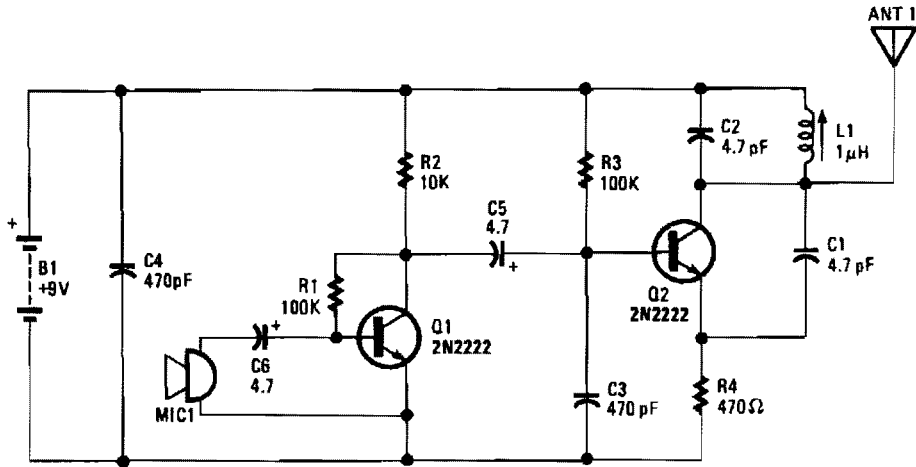 ANT 1
C2
4.7 pF
L1
1µH
R2
10K
R3
100K
C5
4.7
+
+
B1
+9V
C4
470pF
R1
100K
Q2
2N2222
C1
4.7 pF
+
C6
4.7
Q1
2N2222
MIC1
C3
470 pF
R4
470Ω